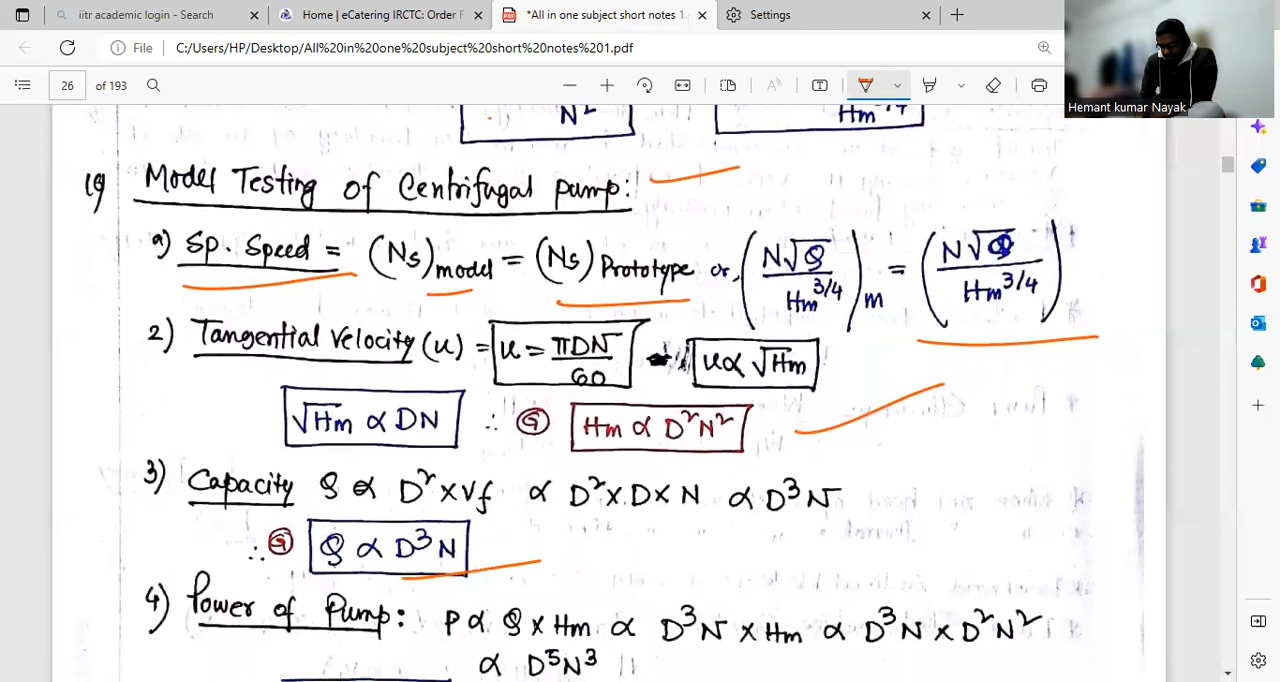 iitr academic login - Search
Home | eCatering IRCTC: Order F
*All in one subject short notes 1.
Settings
File
C:/Users/HP/Desktop/All%20in%20one%20subject%20short%20notes%201.pdf
26 of 193
Hemant kumar Nayak
N² Hm
19 Model Testing of Centrifugal pump:
a) Sp. Speed = (Ns)model = (Ns)Prototype or, (N√Q / Hm^3/4)m = (N√Q / Hm^3/4)
2) Tangential Velocity (u) = u = πDN / 60 u ∝ √Hm
√Hm ∝ DN ∴ G Hm ∝ D²N²
3) Capacity Q ∝ D² × Vf ∝ D² × D × N ∝ D³N
∴ G Q ∝ D³N
4) Power of Pump: P ∝ Q × Hm ∝ D³N × Hm ∝ D³N × D²N²
∝ D⁵N³